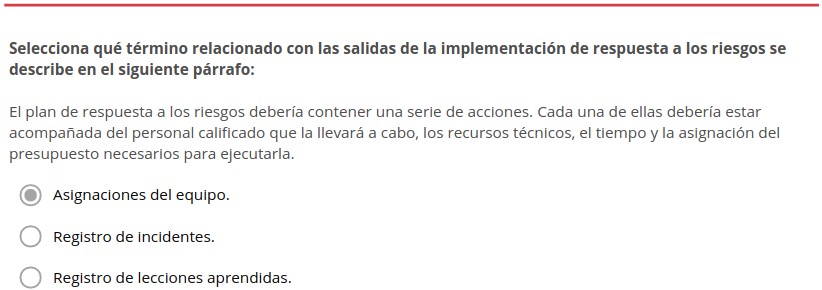 Selecciona qué término relacionado con las salidas de la implementación de respuesta a los riesgos se
describe en el siguiente párrafo:
El plan de respuesta a los riesgos debería contener una serie de acciones. Cada una de ellas debería estar
acompañada del personal calificado que la llevará a cabo, los recursos técnicos, el tiempo y la asignación del
presupuesto necesarios para ejecutarla.
Asignaciones del equipo.
Registro de incidentes.
Registro de lecciones aprendidas.